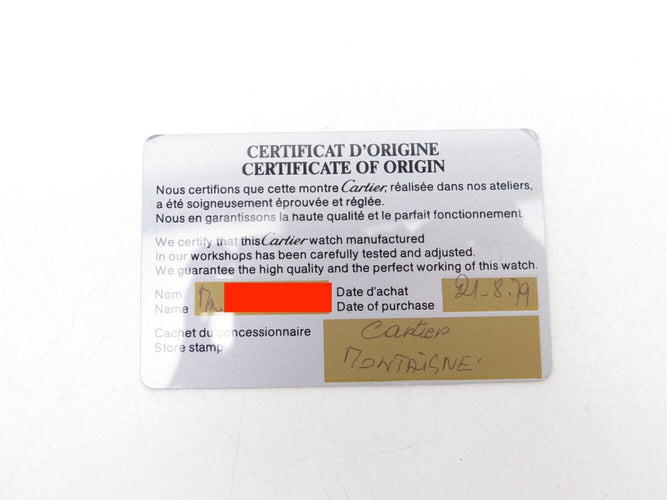 CERTIFICAT D'ORIGINE
CERTIFICATE OF ORIGIN
Nous certifions que cette montre Cartier, réalisée dans nos ateliers,
a été soigneusement éprouvée et réglée.
Nous en garantissons la haute qualité et le parfait fonctionnement
We certify that this Cartier watch manufactured
in our workshops has been carefully tested and adjusted.
We guarantee the high quality and the perfect working of this watch.
Nom
Name
Date d'achat 21-8.79
Date of purchase
Cachet du concessionnaire Cartier
Store stamp MONTAIGNE.